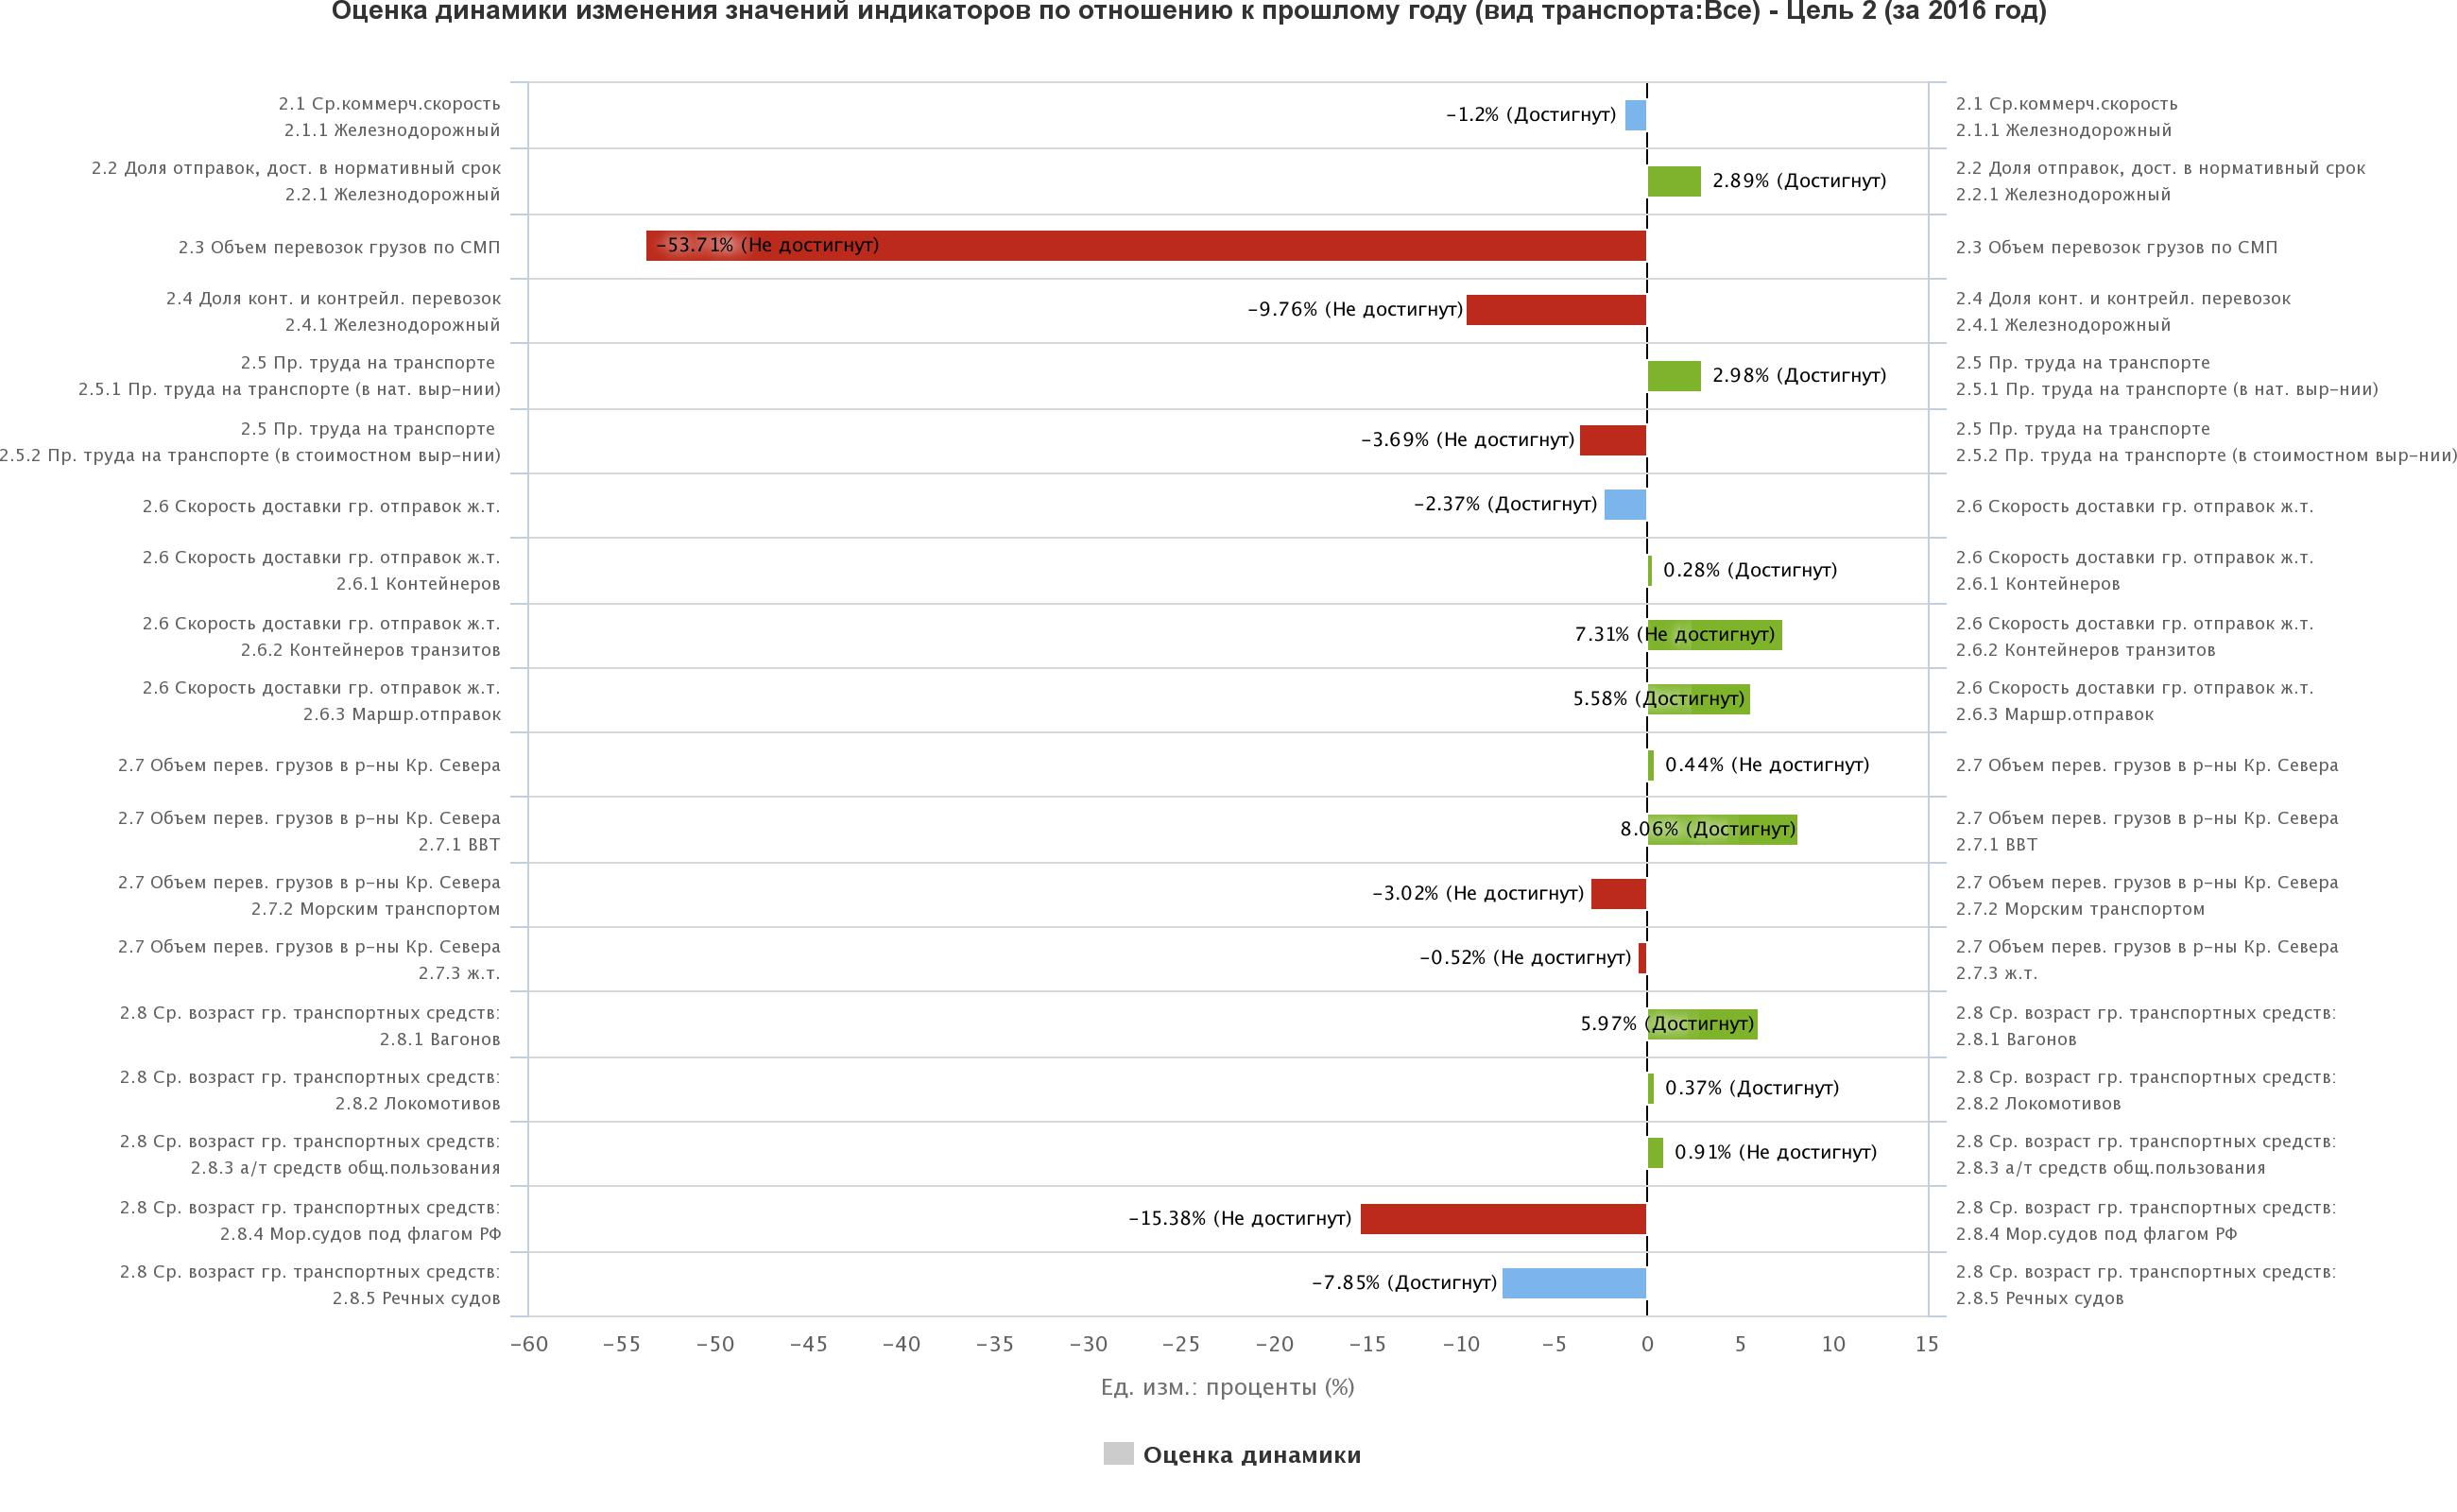 Оценка динамики изменения значений индикаторов по отношению к прошлому году (вид транспорта:Все) - Цель 2 (за 2016 год)
2.1 Ср.коммерч.скорость
2.1.1 Железнодорожный
-1.2% (Достигнут)
2.1 Ср.коммерч.скорость
2.1.1 Железнодорожный
2.2 Доля отправок, дост. в нормативный срок
2.2.1 Железнодорожный
2.89% (Достигнут)
2.2 Доля отправок, дост. в нормативный срок
2.2.1 Железнодорожный
2.3 Объем перевозок грузов по СМП
-53.71% (Не достигнут)
2.3 Объем перевозок грузов по СМП
2.4 Доля конт. и контрейл. перевозок
2.4.1 Железнодорожный
-9.76% (Не достигнут)
2.4 Доля конт. и контрейл. перевозок
2.4.1 Железнодорожный
2.5 Пр. труда на транспорте
2.5.1 Пр. труда на транспорте (в нат. выр-нии)
2.98% (Достигнут)
2.5 Пр. труда на транспорте
2.5.1 Пр. труда на транспорте (в нат. выр-нии)
2.5 Пр. труда на транспорте
2.5.2 Пр. труда на транспорте (в стоимостном выр-нии)
-3.69% (Не достигнут)
2.5 Пр. труда на транспорте
2.5.2 Пр. труда на транспорте (в стоимостном выр-нии)
2.6 Скорость доставки гр. отправок ж.т.
-2.37% (Достигнут)
2.6 Скорость доставки гр. отправок ж.т.
2.6 Скорость доставки гр. отправок ж.т.
2.6.1 Контейнеров
0.28% (Достигнут)
2.6 Скорость доставки гр. отправок ж.т.
2.6.1 Контейнеров
2.6 Скорость доставки гр. отправок ж.т.
2.6.2 Контейнеров транзитов
7.31% (Не достигнут)
2.6 Скорость доставки гр. отправок ж.т.
2.6.2 Контейнеров транзитов
2.6 Скорость доставки гр. отправок ж.т.
2.6.3 Маршр.отправок
5.58% (Достигнут)
2.6 Скорость доставки гр. отправок ж.т.
2.6.3 Маршр.отправок
2.7 Объем перев. грузов в р-ны Кр. Севера
0.44% (Не достигнут)
2.7 Объем перев. грузов в р-ны Кр. Севера
2.7 Объем перев. грузов в р-ны Кр. Севера
2.7.1 ВВТ
8.06% (Достигнут)
2.7 Объем перев. грузов в р-ны Кр. Севера
2.7.1 ВВТ
2.7 Объем перев. грузов в р-ны Кр. Севера
2.7.2 Морским транспортом
-3.02% (Не достигнут)
2.7 Объем перев. грузов в р-ны Кр. Севера
2.7.2 Морским транспортом
2.7 Объем перев. грузов в р-ны Кр. Севера
2.7.3 ж.т.
-0.52% (Не достигнут)
2.7 Объем перев. грузов в р-ны Кр. Севера
2.7.3 ж.т.
2.8 Ср. возраст гр. транспортных средств:
2.8.1 Вагонов
5.97% (Достигнут)
2.8 Ср. возраст гр. транспортных средств:
2.8.1 Вагонов
2.8 Ср. возраст гр. транспортных средств:
2.8.2 Локомотивов
0.37% (Достигнут)
2.8 Ср. возраст гр. транспортных средств:
2.8.2 Локомотивов
2.8 Ср. возраст гр. транспортных средств:
2.8.3 а/т средств общ.пользования
0.91% (Не достигнут)
2.8 Ср. возраст гр. транспортных средств:
2.8.3 а/т средств общ.пользования
2.8 Ср. возраст гр. транспортных средств:
2.8.4 Мор.судов под флагом РФ
-15.38% (Не достигнут)
2.8 Ср. возраст гр. транспортных средств:
2.8.4 Мор.судов под флагом РФ
2.8 Ср. возраст гр. транспортных средств:
2.8.5 Речных судов
-7.85% (Достигнут)
2.8 Ср. возраст гр. транспортных средств:
2.8.5 Речных судов
-60 -55 -50 -45 -40 -35 -30 -25 -20 -15 -10 -5 0 5 10 15
Ед. изм.: проценты (%)
Оценка динамики